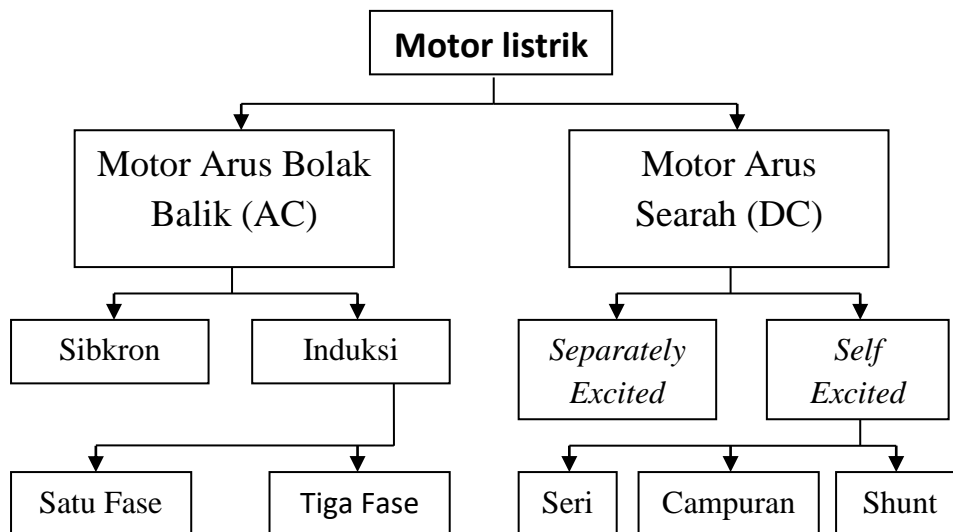 Motor listrik
Motor Arus Bolak
Balik (AC)
Motor Arus
Searah (DC)
Sibkron
Induksi
Separately
Excited
Self
Excited
Satu Fase
Tiga Fase
Seri
Campuran
Shunt